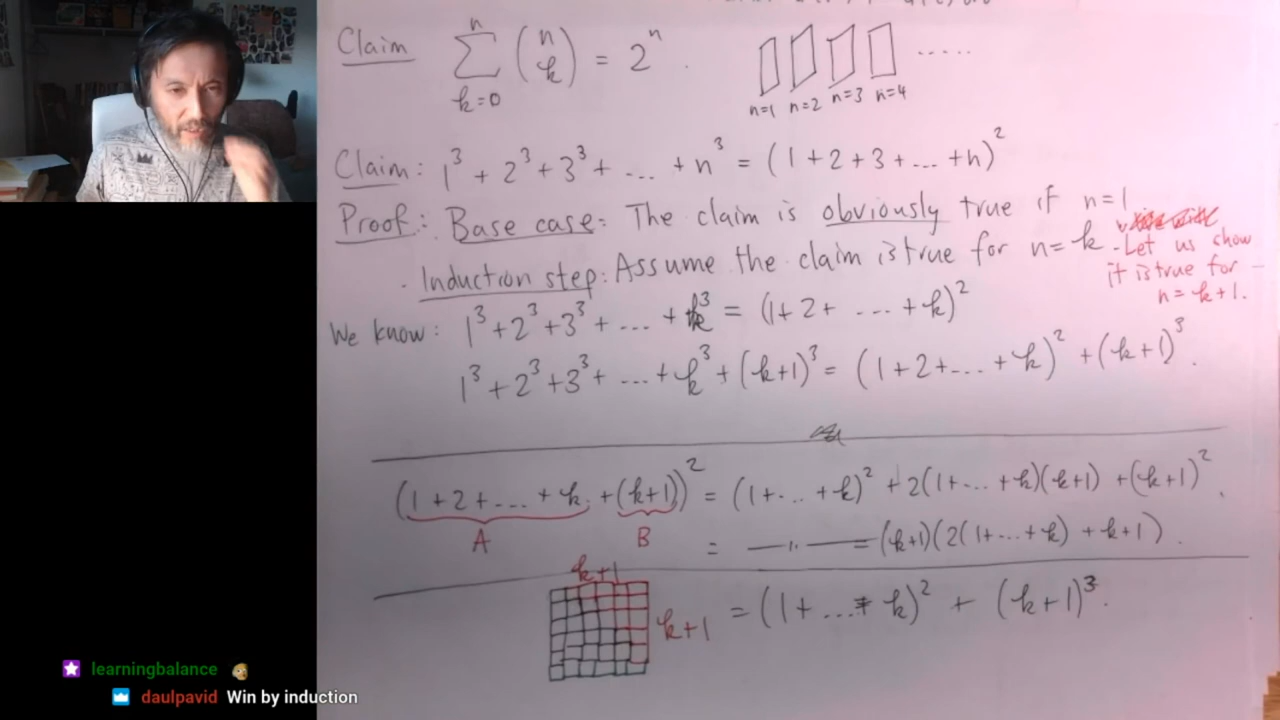 Claim ∑_{k=0}^{n} (n k) = 2^n .
n=1 n=2 n=3 n=4 ......
Claim: 1³ + 2³ + 3³ + ... + n³ = (1+2+3+...+n)²
Proof: Base case: The claim is obviously true if n=1
Induction step: Assume the claim is true for n=k. Let us show
it is true for
n=k+1.
We know: 1³+2³+3³+ ... + k³ = (1+2+ ... +k)²
1³+2³+3³+ ... + k³ + (k+1)³ = (1+2+...+k)² + (k+1)³.
(1+2+...+k+(k+1))² = (1+...+k)² + 2(1+...+k)(k+1) + (k+1)².
A B
= —"— (k+1)(2(1+...+k)+k+1).
k+1
k+1 = (1+...+k)² + (k+1)³.
learningbalance
daulpavid Win by induction